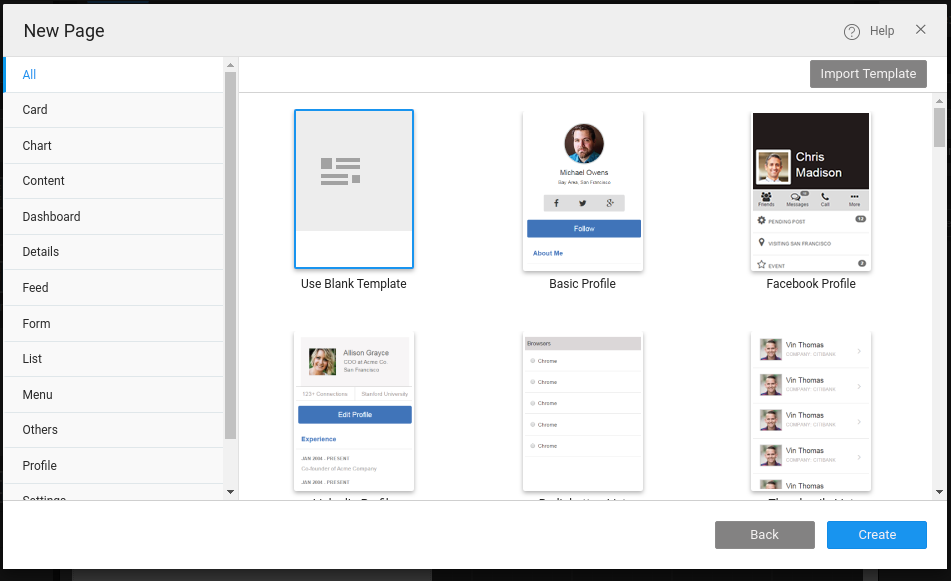 New Page
Help
All
Card
Chart
Content
Dashboard
Details
Feed
Form
List
Menu
Others
Profile
Settings
Import Template
Use Blank Template
Michael Owens
Bay Area, San Francisco
Follow
About Me
Basic Profile
Chris
Madison
Friends
Messages
Call
More
PENDING POST
12
VISITING SAN FRANCISCO
EVENT
2
Facebook Profile
Allison Grayce
COO at Acme Co
San Francisco
123+ Connections
Stanford University
Edit Profile
Experience
JAN 2004 - PRESENT
Co-founder of Acme Company
JAN 2004 - PRESENT
Browsers
Chrome
Chrome
Chrome
Chrome
Chrome
Vin Thomas
COMPANY CITIBANK
Vin Thomas
COMPANY CITIBANK
Vin Thomas
COMPANY CITIBANK
Vin Thomas
COMPANY CITIBANK
Vin Thomas
Back
Create